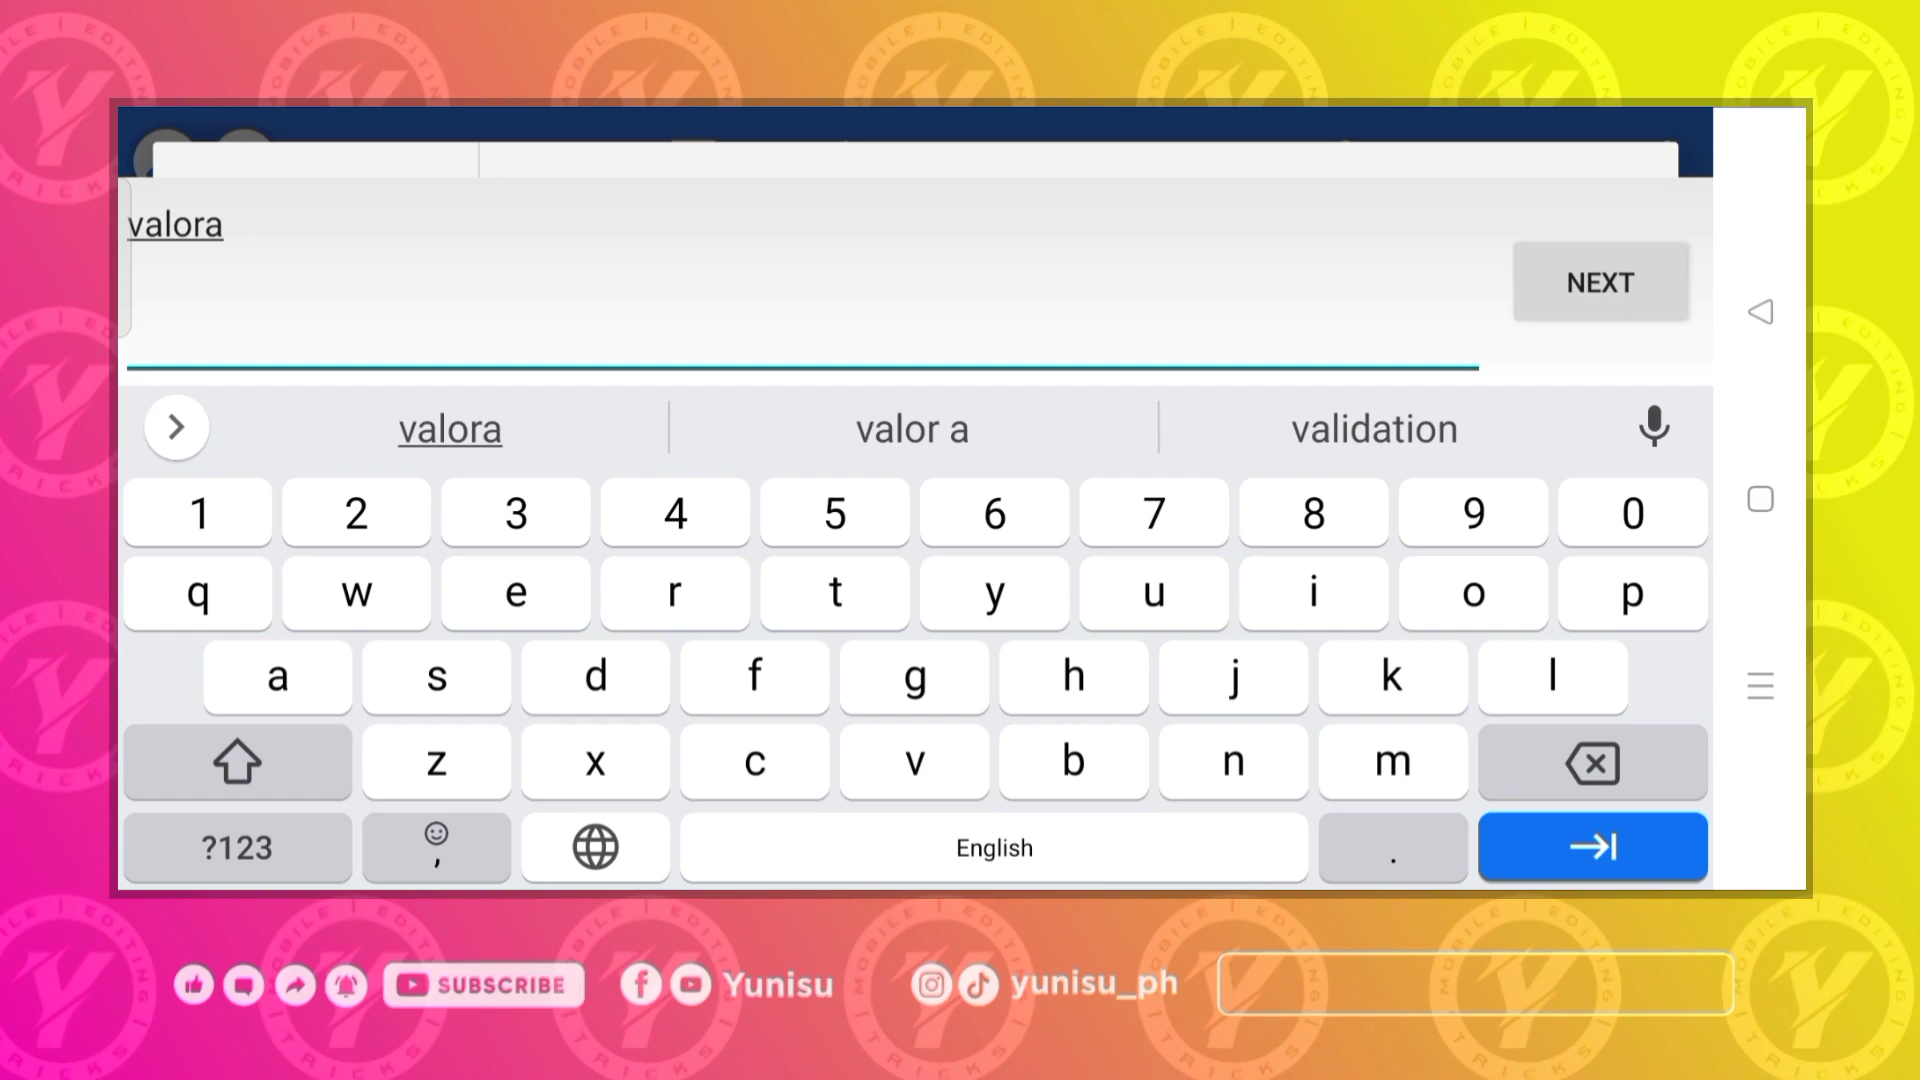 valora
NEXT
valora valor a validation
1 2 3 4 5 6 7 8 9 0
q w e r t y u i o p
a s d f g h j k l
z x c v b n m
?123 , English .
SUBSCRIBE Yunisu yunisu_ph